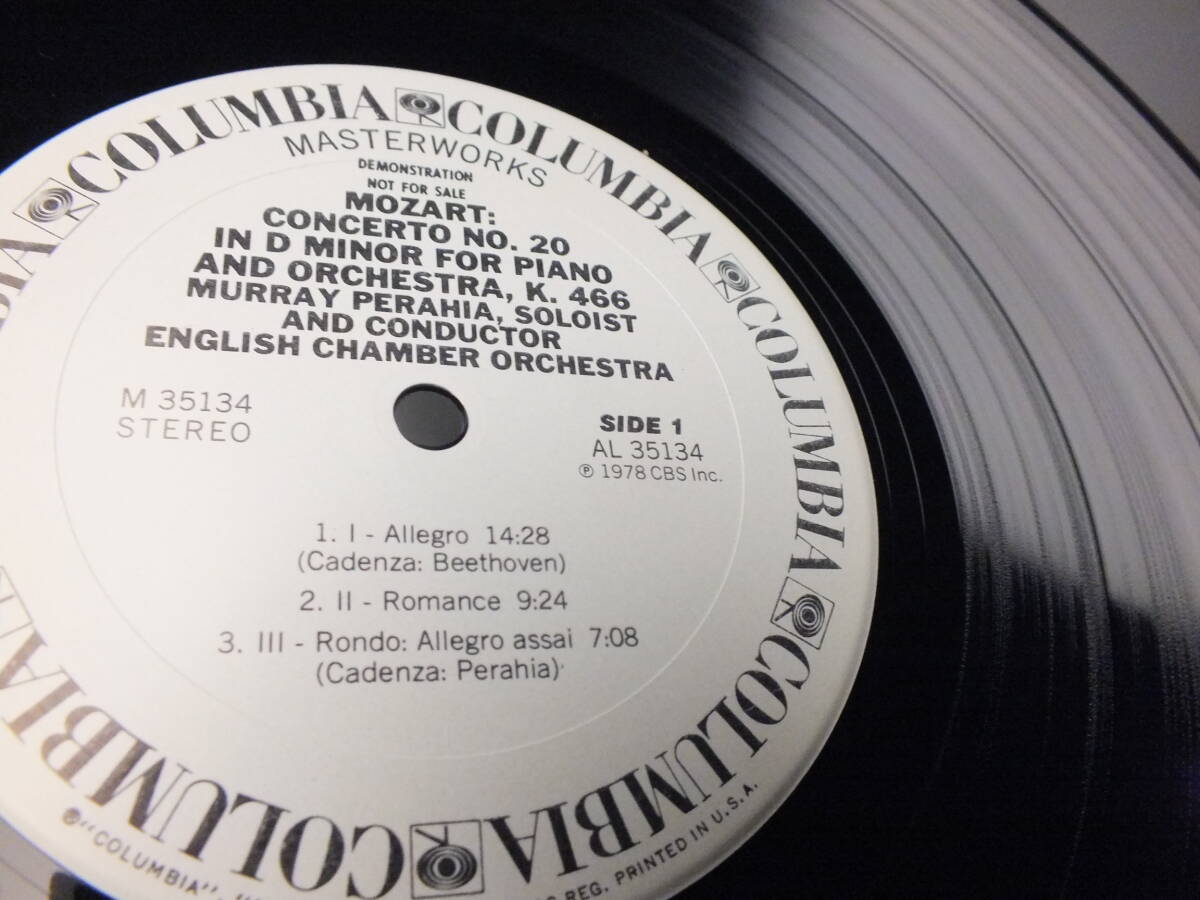 COLUMBIA COLUMBIA COLUMBIA COLUMBIA COLUMBIA COLUMBIA COLUMBIA
MASTERWORKS
DEMONSTRATION
NOT FOR SALE
MOZART:
CONCERTO NO. 20
IN D MINOR FOR PIANO
AND ORCHESTRA, K. 466
MURRAY PERAHIA, SOLOIST
AND CONDUCTOR
ENGLISH CHAMBER ORCHESTRA
M 35134
STEREO
SIDE 1
AL 35134
℗ 1978 CBS Inc.
1. I - Allegro 14:28
(Cadenza: Beethoven)
2. II - Romance 9:24
3. III - Rondo: Allegro assai 7:08
(Cadenza: Perahia)
® "COLUMBIA",
REG. PRINTED IN U.S.A.